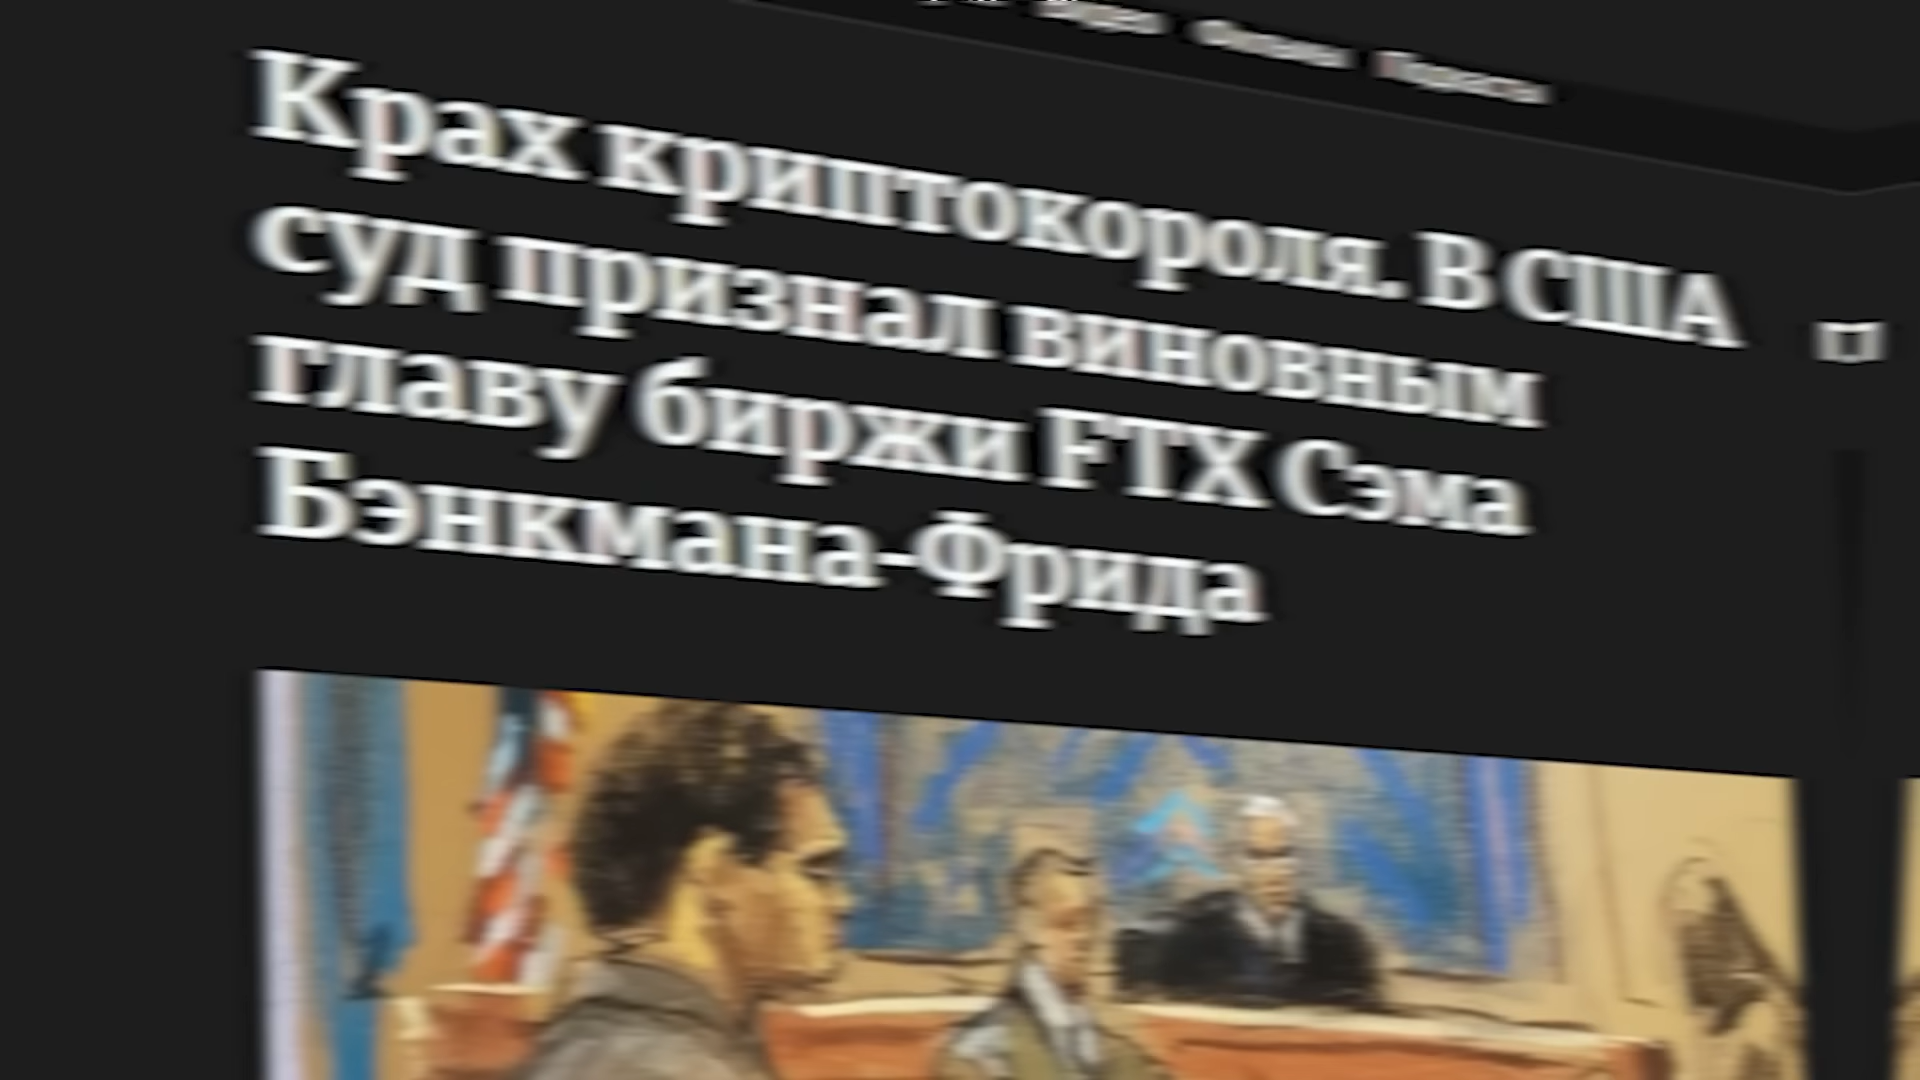 Крах криптокороля. В США
суд признал виновным
главу биржи FTX Сэма
Бэнкмана-Фрида